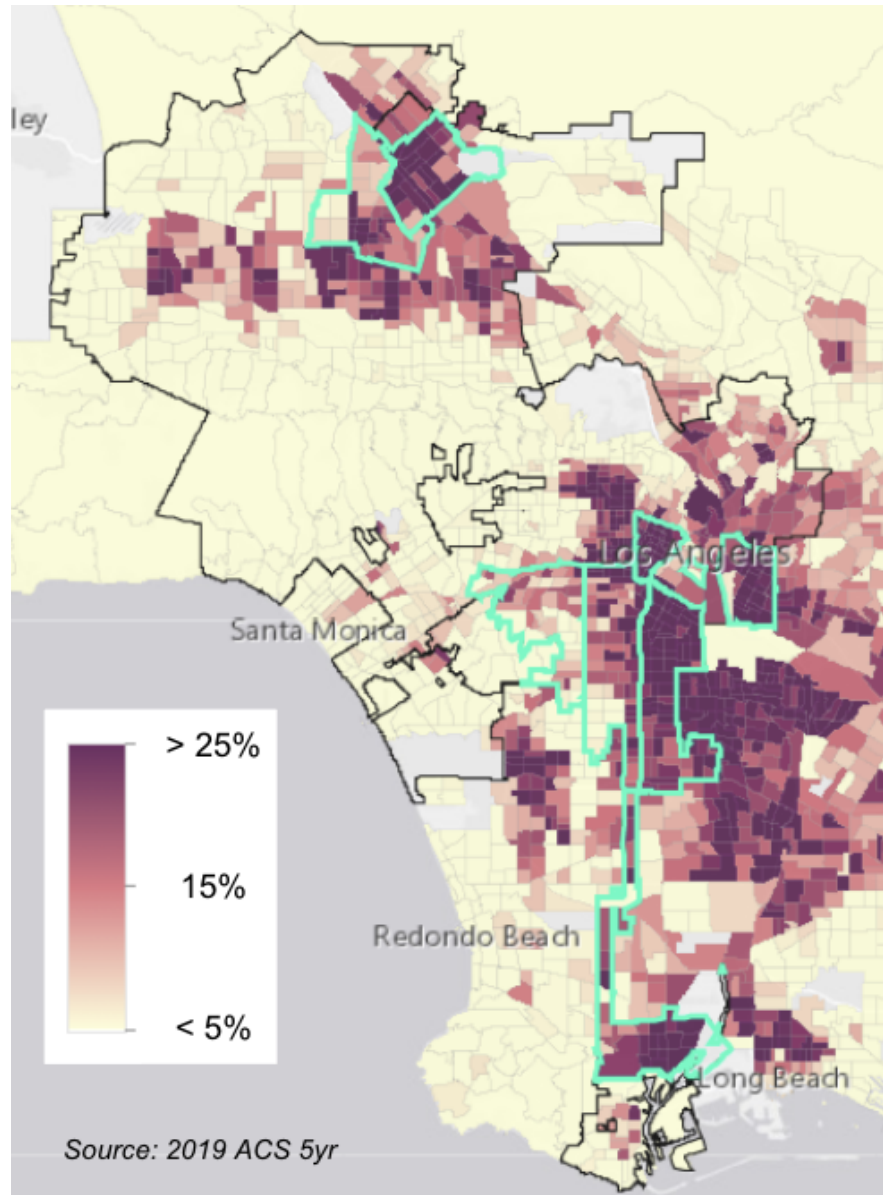 ley
Los Angeles
Santa Monica
> 25%
15%
Redondo Beach
< 5%
Long Beach
Source: 2019 ACS 5yr